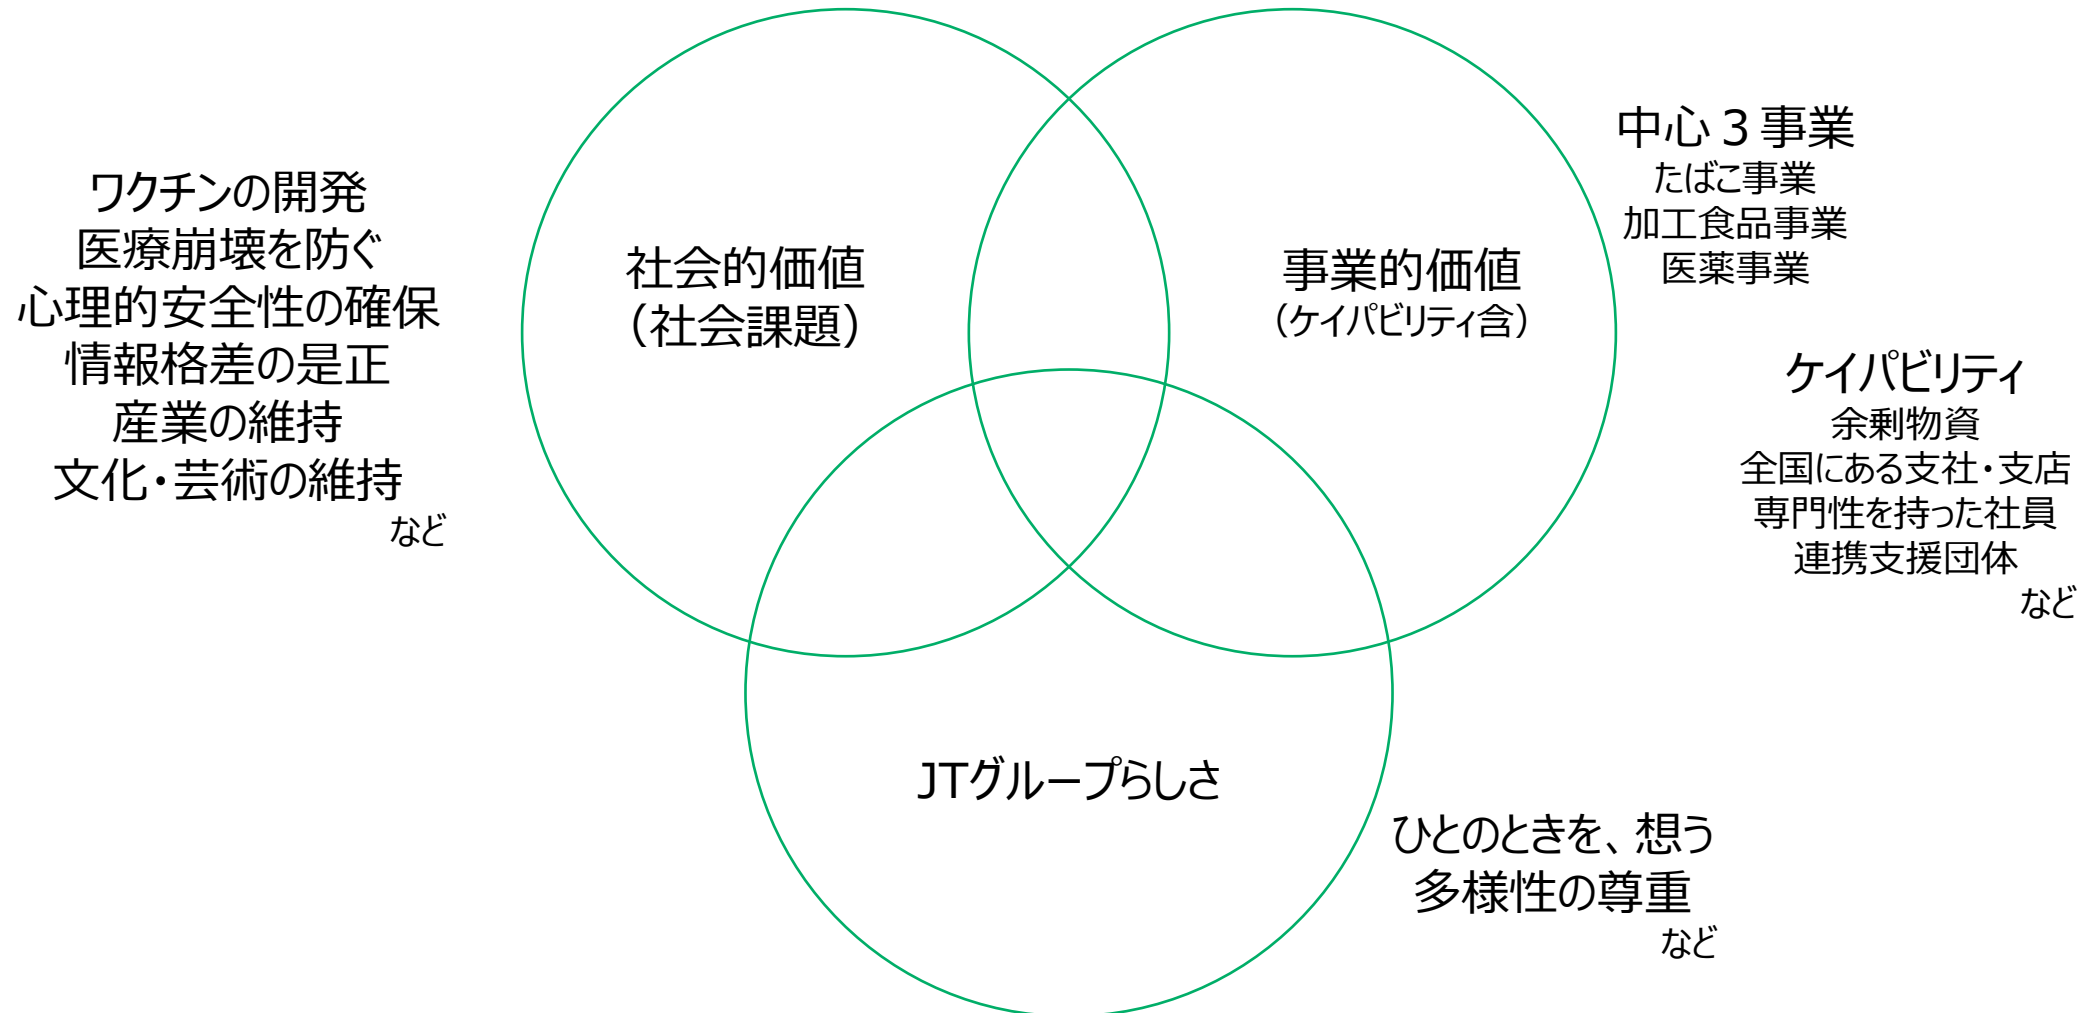 ワクチンの開発
医療崩壊を防ぐ
心理的安全性の確保
情報格差の是正
産業の維持
文化・芸術の維持
など
社会的価値
（社会課題）
事業的価値
（ケイパビリティ含）
中心３事業
たばこ事業
加工食品事業
医薬事業
ケイパビリティ
余剰物資
全国にある支社・支店
専門性を持った社員
連携支援団体
など
JTグループらしさ
ひとのときを、想う
多様性の尊重
など